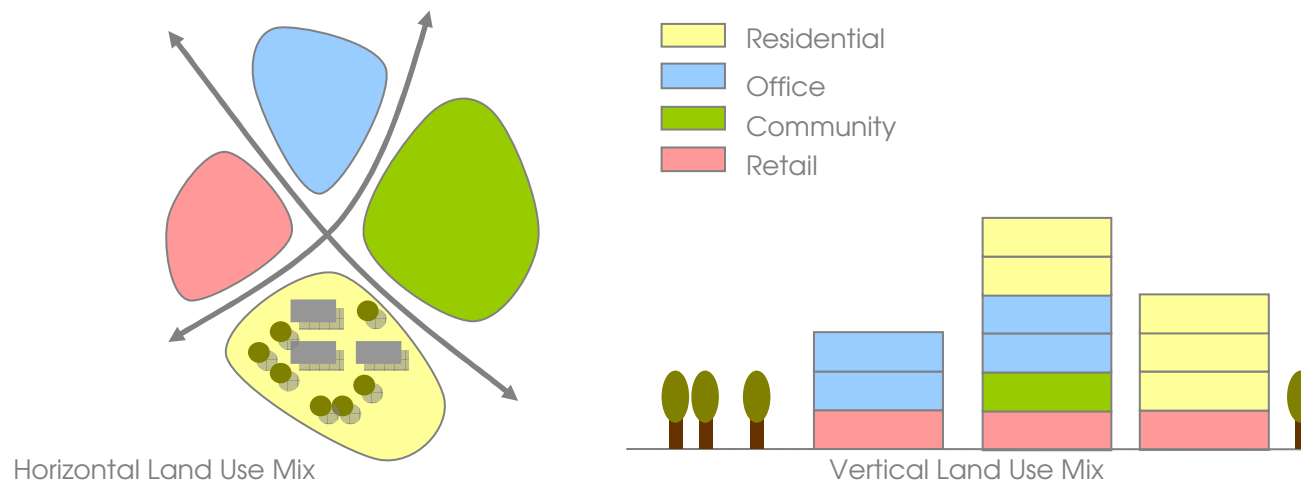 Residential
Office
Community
Retail
Horizontal Land Use Mix
Vertical Land Use Mix